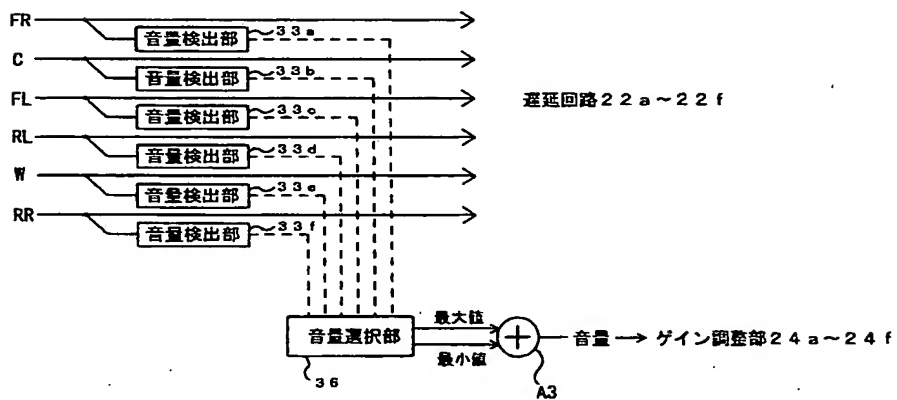 FR
音量検出部 33a
C
音量検出部 33b
FL
音量検出部 33c
遅延回路22a～22f
RL
音量検出部 33d
W
音量検出部 33e
RR
音量検出部 33f
音量選択部
最大値
最小値
音量
ゲイン調整部24a～24f
36
A3